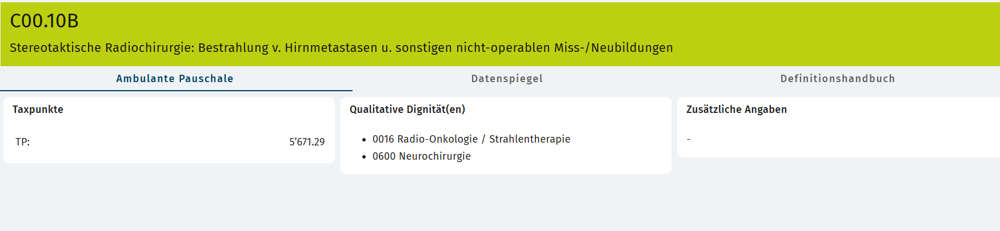 C00.10B
Stereotaktische Radiochirurgie: Bestrahlung v. Hirnmetastasen u. sonstigen nicht-operablen Miss-/Neubildungen
Ambulante Pauschale
Datenspiegel
Definitionshandbuch
Taxpunkte
TP: 5’671.29
Qualitative Dignität(en)
• 0016 Radio-Onkologie / Strahlentherapie
• 0600 Neurochirurgie
Zusätzliche Angaben
-